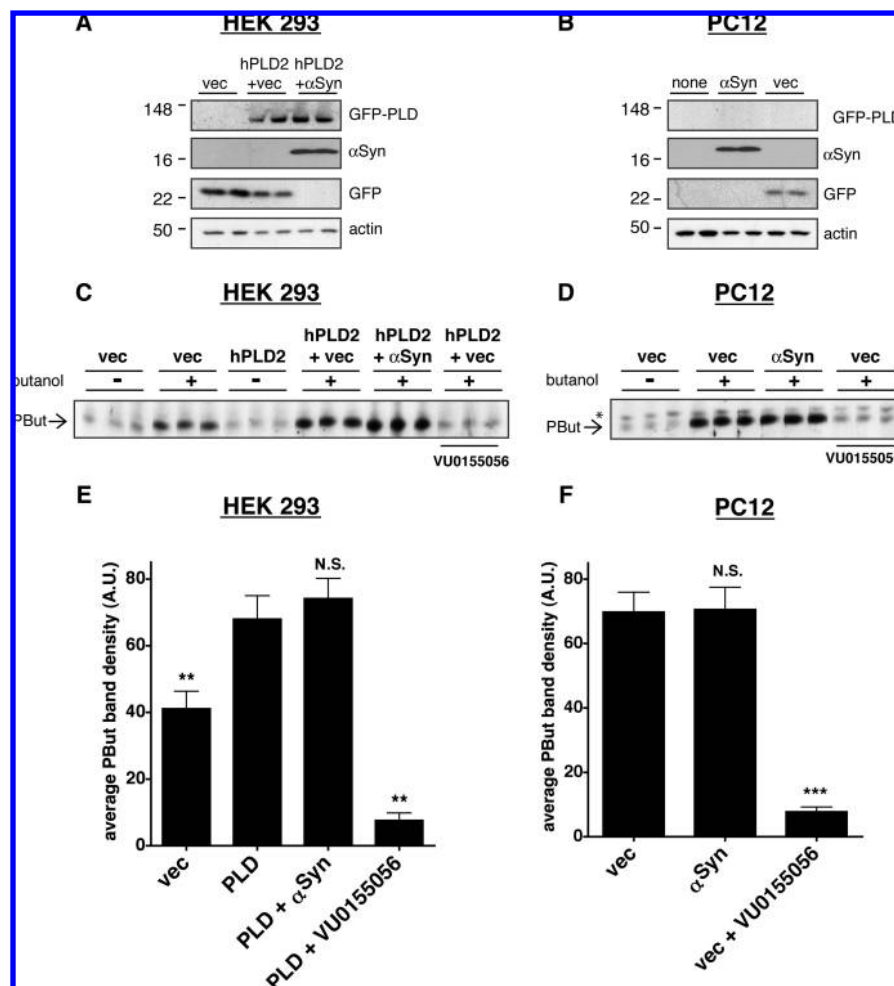 A HEK 293
hPLD2 hPLD2
vec +vec +αSyn
148 GFP-PLD
16 αSyn
22 GFP
50 actin
B PC12
none αSyn vec
148 GFP-PLD
16 αSyn
22 GFP
50 actin
C HEK 293
hPLD2 hPLD2 hPLD2
vec vec hPLD2 + vec + αSyn + vec
butanol - + - + + +
PBut →
VU0155056
D PC12
vec vec αSyn vec
butanol - + + +
*
PBut →
VU015505
E HEK 293
average PBut band density (A.U.)
80
60
40
20
0
** N.S. **
vec PLD PLD + αSyn PLD + VU0155056
F PC12
average PBut band density (A.U.)
80
60
40
20
0
N.S. ***
vec αSyn vec + VU0155056